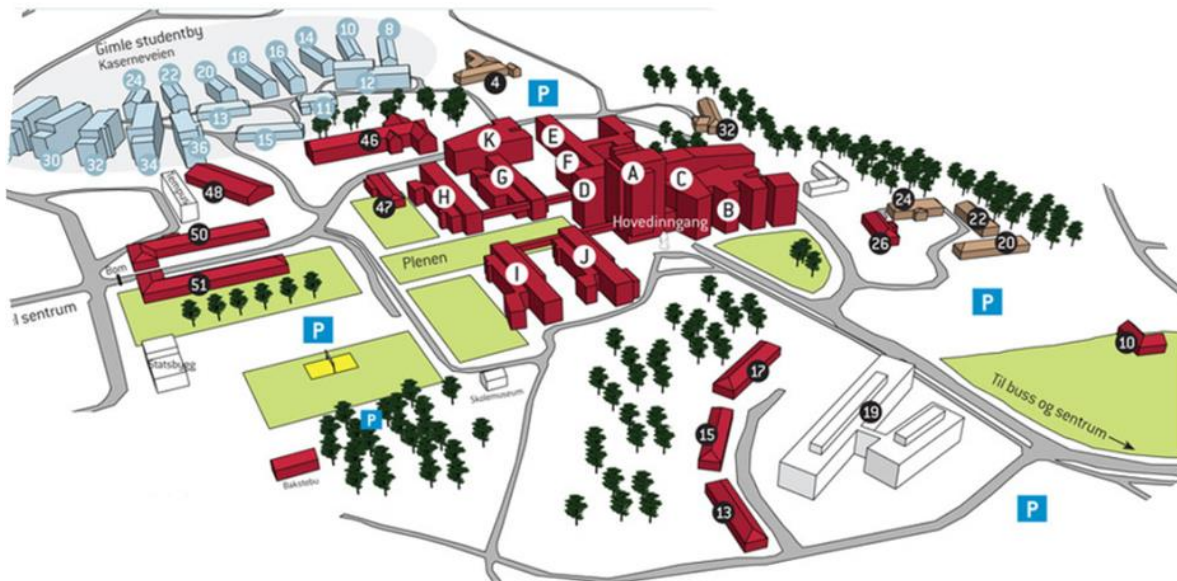 Gimle studentby
Kaserneveien
8
10
14
16
18
20
22
24
12
11
13
15
30
32
34
36
4
P
32
46
K
E
F
A
C
G
D
H
B
47
48
50
51
Bom
Hovedinngang
Plenen
I
J
24
22
20
26
P
10
sentrum
P
Statsbygg
Skolemuseum
P
Bakstebu
17
15
13
19
Til buss og sentrum
P